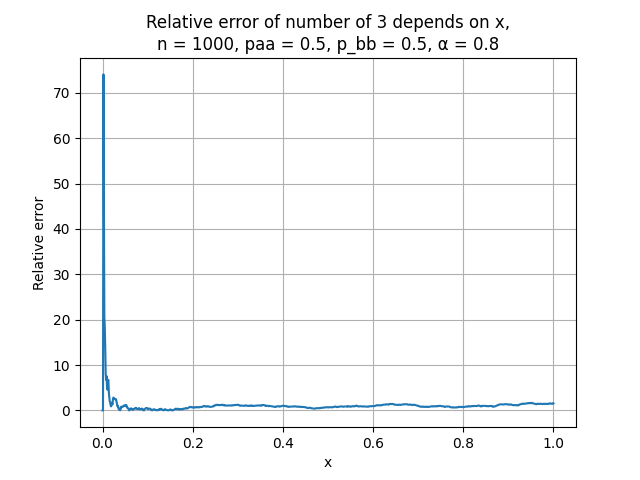 Relative error of number of 3 depends on x,
n = 1000, paa = 0.5, p_bb = 0.5, α = 0.8
70
60
50
40
30
20
10
0
Relative error
0.0 0.2 0.4 0.6 0.8 1.0
x